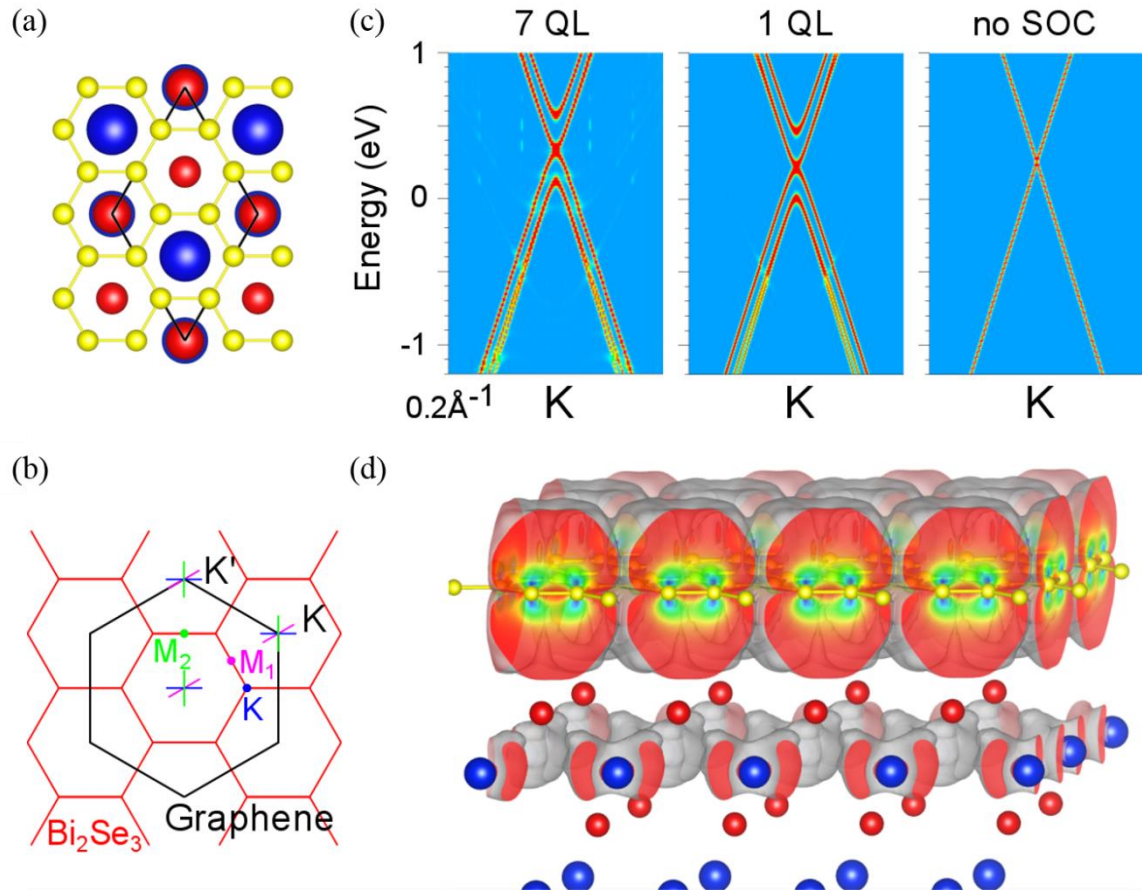 (a)
(c)
7 QL
1 QL
no SOC
Energy (eV)
1
0
-1
0.2Å⁻¹
K
K
K
(b)
K'
K
M₂
M₁
K
Graphene
Bi₂Se₃
(d)